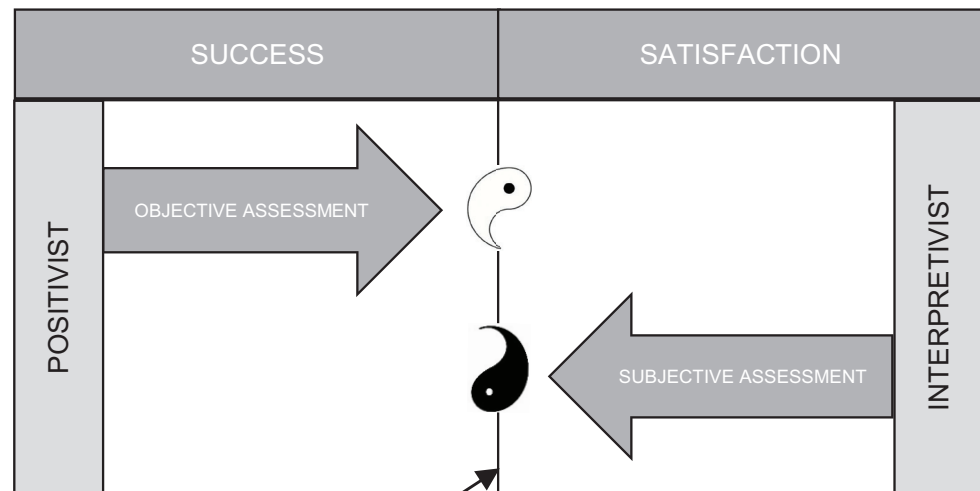 SUCCESS
SATISFACTION
POSITIVIST
OBJECTIVE ASSESSMENT
SUBJECTIVE ASSESSMENT
INTERPRETIVIST